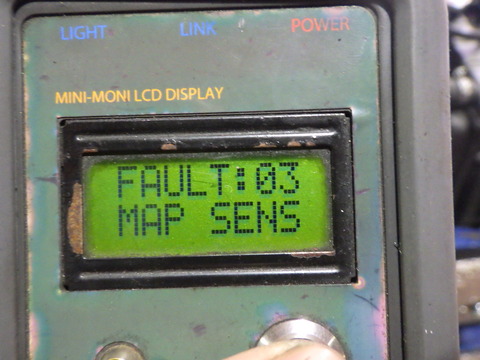 LIGHT LINK POWER
MINI-MONI LCD DISPLAY
FAULT:03
MAP SENS